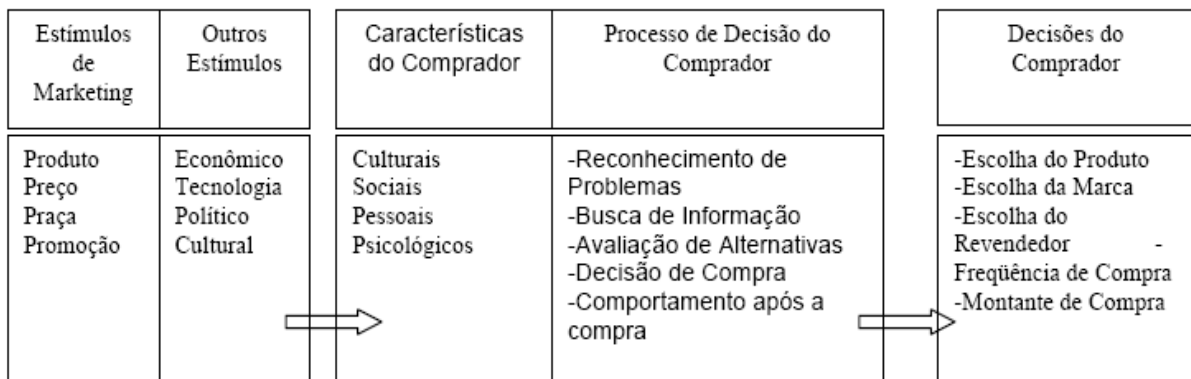 Estímulos
de
Marketing
Outros
Estímulos
Características
do Comprador
Processo de Decisão do
Comprador
Decisões do
Comprador
Produto
Preço
Praça
Promoção
Econômico
Tecnologia
Político
Cultural
Culturais
Sociais
Pessoais
Psicológicos
-Reconhecimento de
Problemas
-Busca de Informação
-Avaliação de Alternativas
-Decisão de Compra
-Comportamento após a
compra
-Escolha do Produto
-Escolha da Marca
-Escolha do
Revendedor -
Freqüência de Compra
-Montante de Compra